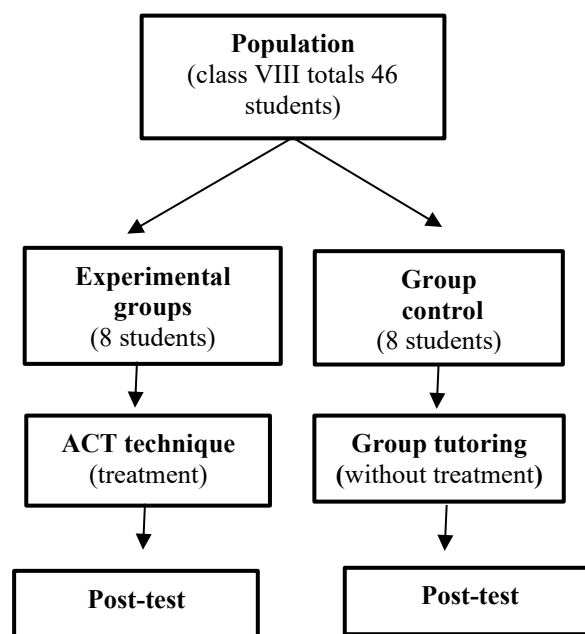 Population
(class VIII totals 46
students)
Experimental
groups
(8 students)
Group
control
(8 students)
ACT technique
(treatment)
Group tutoring
(without treatment)
Post-test
Post-test